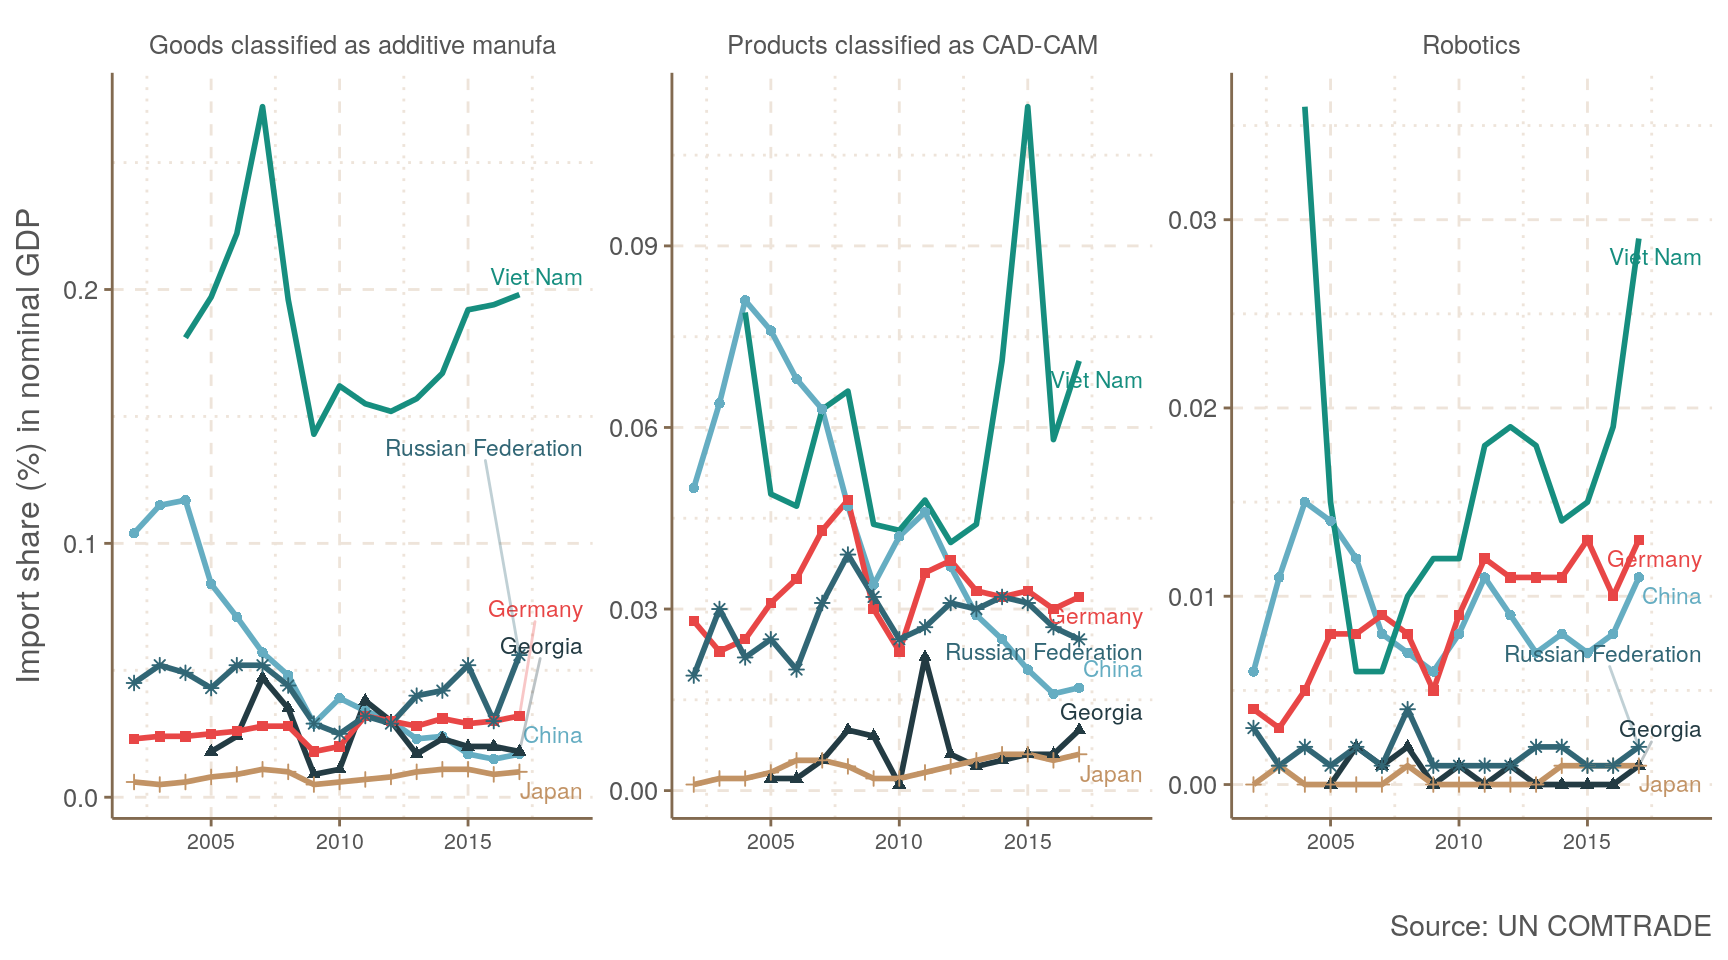 Goods classified as additive manufa
Products classified as CAD-CAM
Robotics
Import share (%) in nominal GDP
0.2
0.1
0.0
Viet Nam
Russian Federation
Germany
Georgia
China
Japan
2005
2010
2015
0.09
0.06
0.03
0.00
Viet Nam
Germany
Russian Federation
China
Georgia
Japan
2005
2010
2015
0.03
0.02
0.01
0.00
Viet Nam
Germany
China
Russian Federation
Georgia
Japan
2005
2010
2015
Source: UN COMTRADE